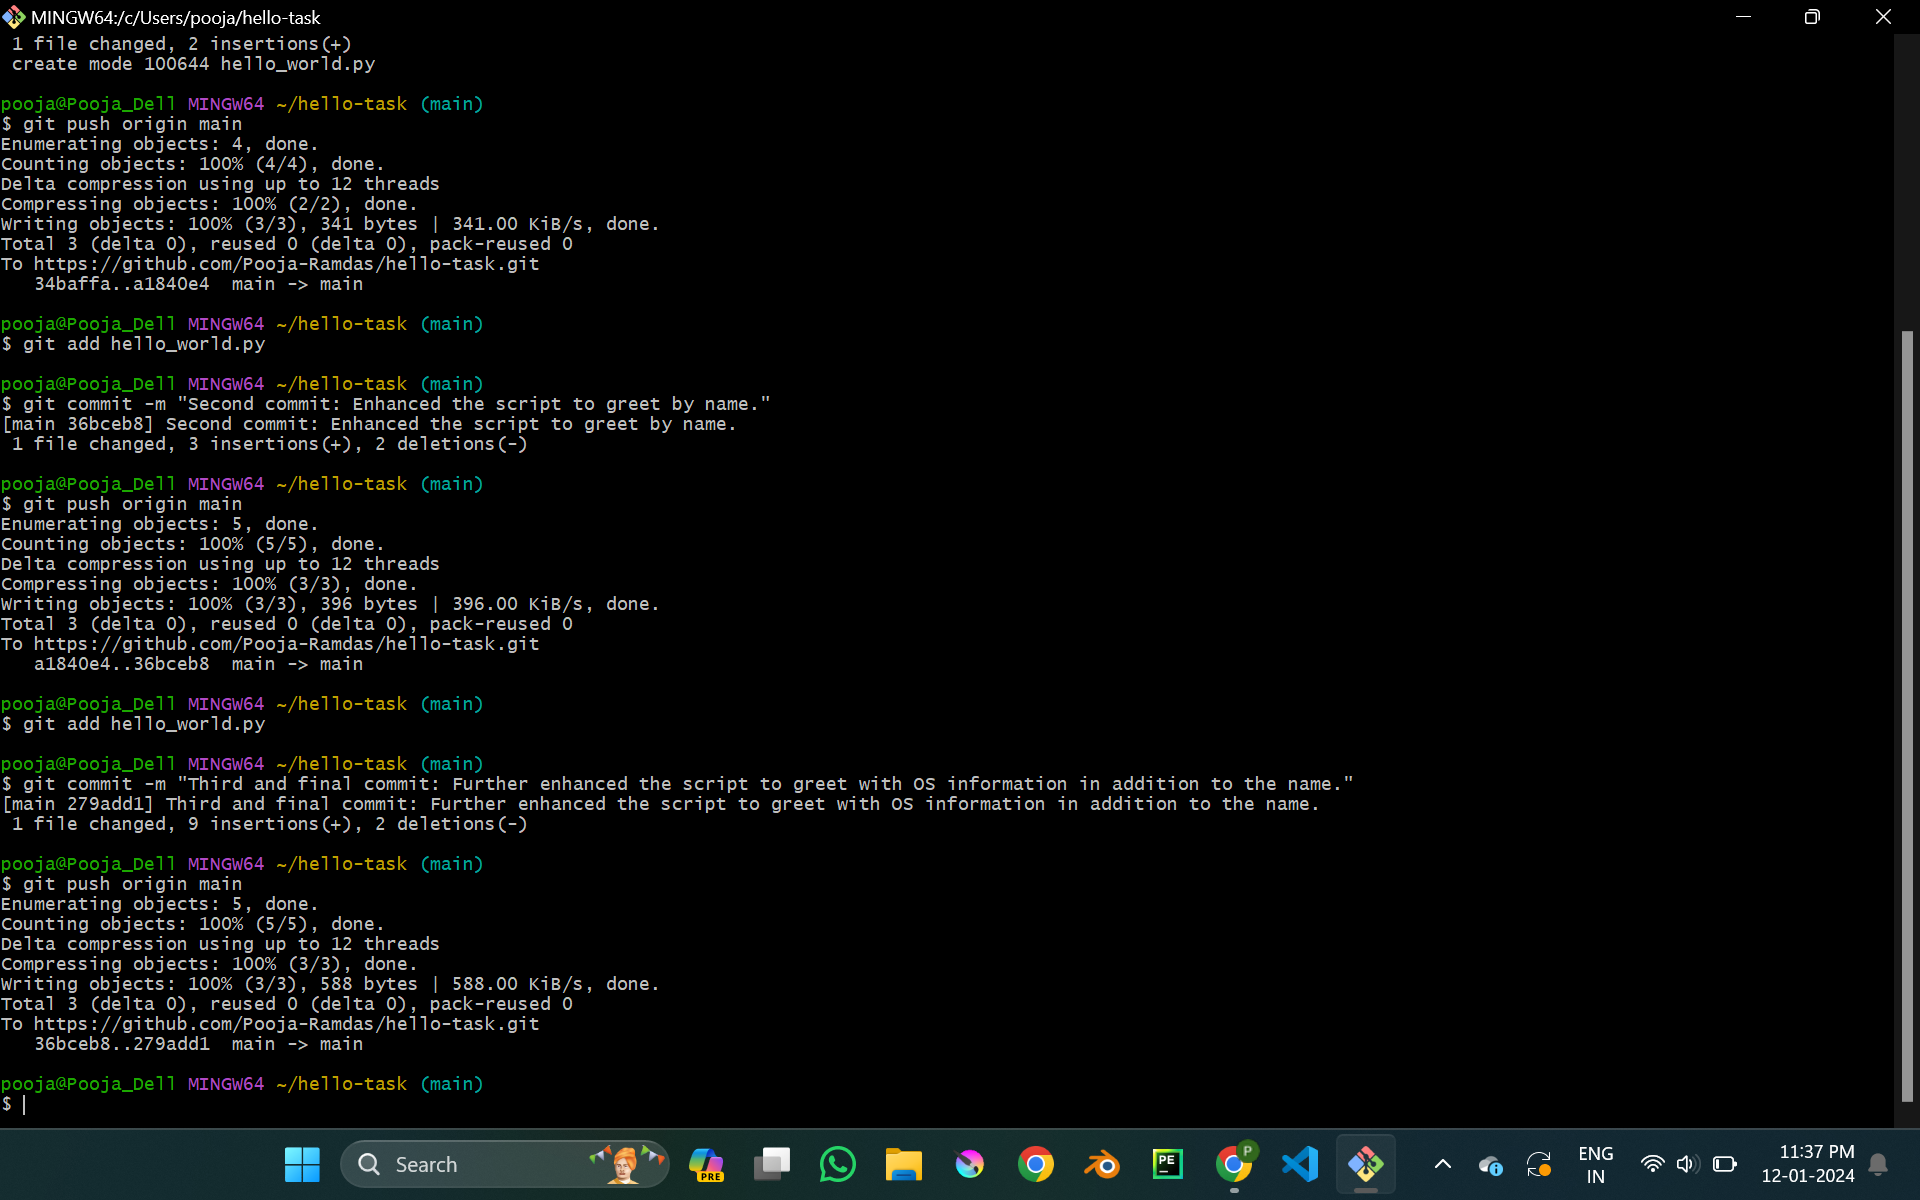 MINGW64:/c/Users/pooja/hello-task
 1 file changed, 2 insertions(+)
 create mode 100644 hello_world.py
pooja@Pooja_Dell MINGW64 ~/hello-task (main)
$ git push origin main
Enumerating objects: 4, done.
Counting objects: 100% (4/4), done.
Delta compression using up to 12 threads
Compressing objects: 100% (2/2), done.
Writing objects: 100% (3/3), 341 bytes | 341.00 KiB/s, done.
Total 3 (delta 0), reused 0 (delta 0), pack-reused 0
To https://github.com/Pooja-Ramdas/hello-task.git
   34baffa..a1840e4  main -> main
pooja@Pooja_Dell MINGW64 ~/hello-task (main)
$ git add hello_world.py
pooja@Pooja_Dell MINGW64 ~/hello-task (main)
$ git commit -m "Second commit: Enhanced the script to greet by name."
[main 36bceb8] Second commit: Enhanced the script to greet by name.
 1 file changed, 3 insertions(+), 2 deletions(-)
pooja@Pooja_Dell MINGW64 ~/hello-task (main)
$ git push origin main
Enumerating objects: 5, done.
Counting objects: 100% (5/5), done.
Delta compression using up to 12 threads
Compressing objects: 100% (3/3), done.
Writing objects: 100% (3/3), 396 bytes | 396.00 KiB/s, done.
Total 3 (delta 0), reused 0 (delta 0), pack-reused 0
To https://github.com/Pooja-Ramdas/hello-task.git
   a1840e4..36bceb8  main -> main
pooja@Pooja_Dell MINGW64 ~/hello-task (main)
$ git add hello_world.py
pooja@Pooja_Dell MINGW64 ~/hello-task (main)
$ git commit -m "Third and final commit: Further enhanced the script to greet with OS information in addition to the name."
[main 279add1] Third and final commit: Further enhanced the script to greet with OS information in addition to the name.
 1 file changed, 9 insertions(+), 2 deletions(-)
pooja@Pooja_Dell MINGW64 ~/hello-task (main)
$ git push origin main
Enumerating objects: 5, done.
Counting objects: 100% (5/5), done.
Delta compression using up to 12 threads
Compressing objects: 100% (3/3), done.
Writing objects: 100% (3/3), 588 bytes | 588.00 KiB/s, done.
Total 3 (delta 0), reused 0 (delta 0), pack-reused 0
To https://github.com/Pooja-Ramdas/hello-task.git
   36bceb8..279add1  main -> main
pooja@Pooja_Dell MINGW64 ~/hello-task (main)
$
Search
PRE
PE
P
ENG
IN
11:37 PM
12-01-2024